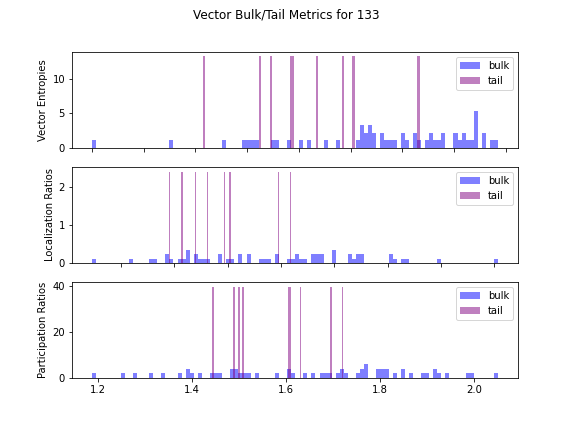 Vector Bulk/Tail Metrics for 133
Vector Entropies
10
5
0
bulk
tail
Localization Ratios
2
1
0
bulk
tail
Participation Ratios
40
20
0
bulk
tail
1.2 1.4 1.6 1.8 2.0